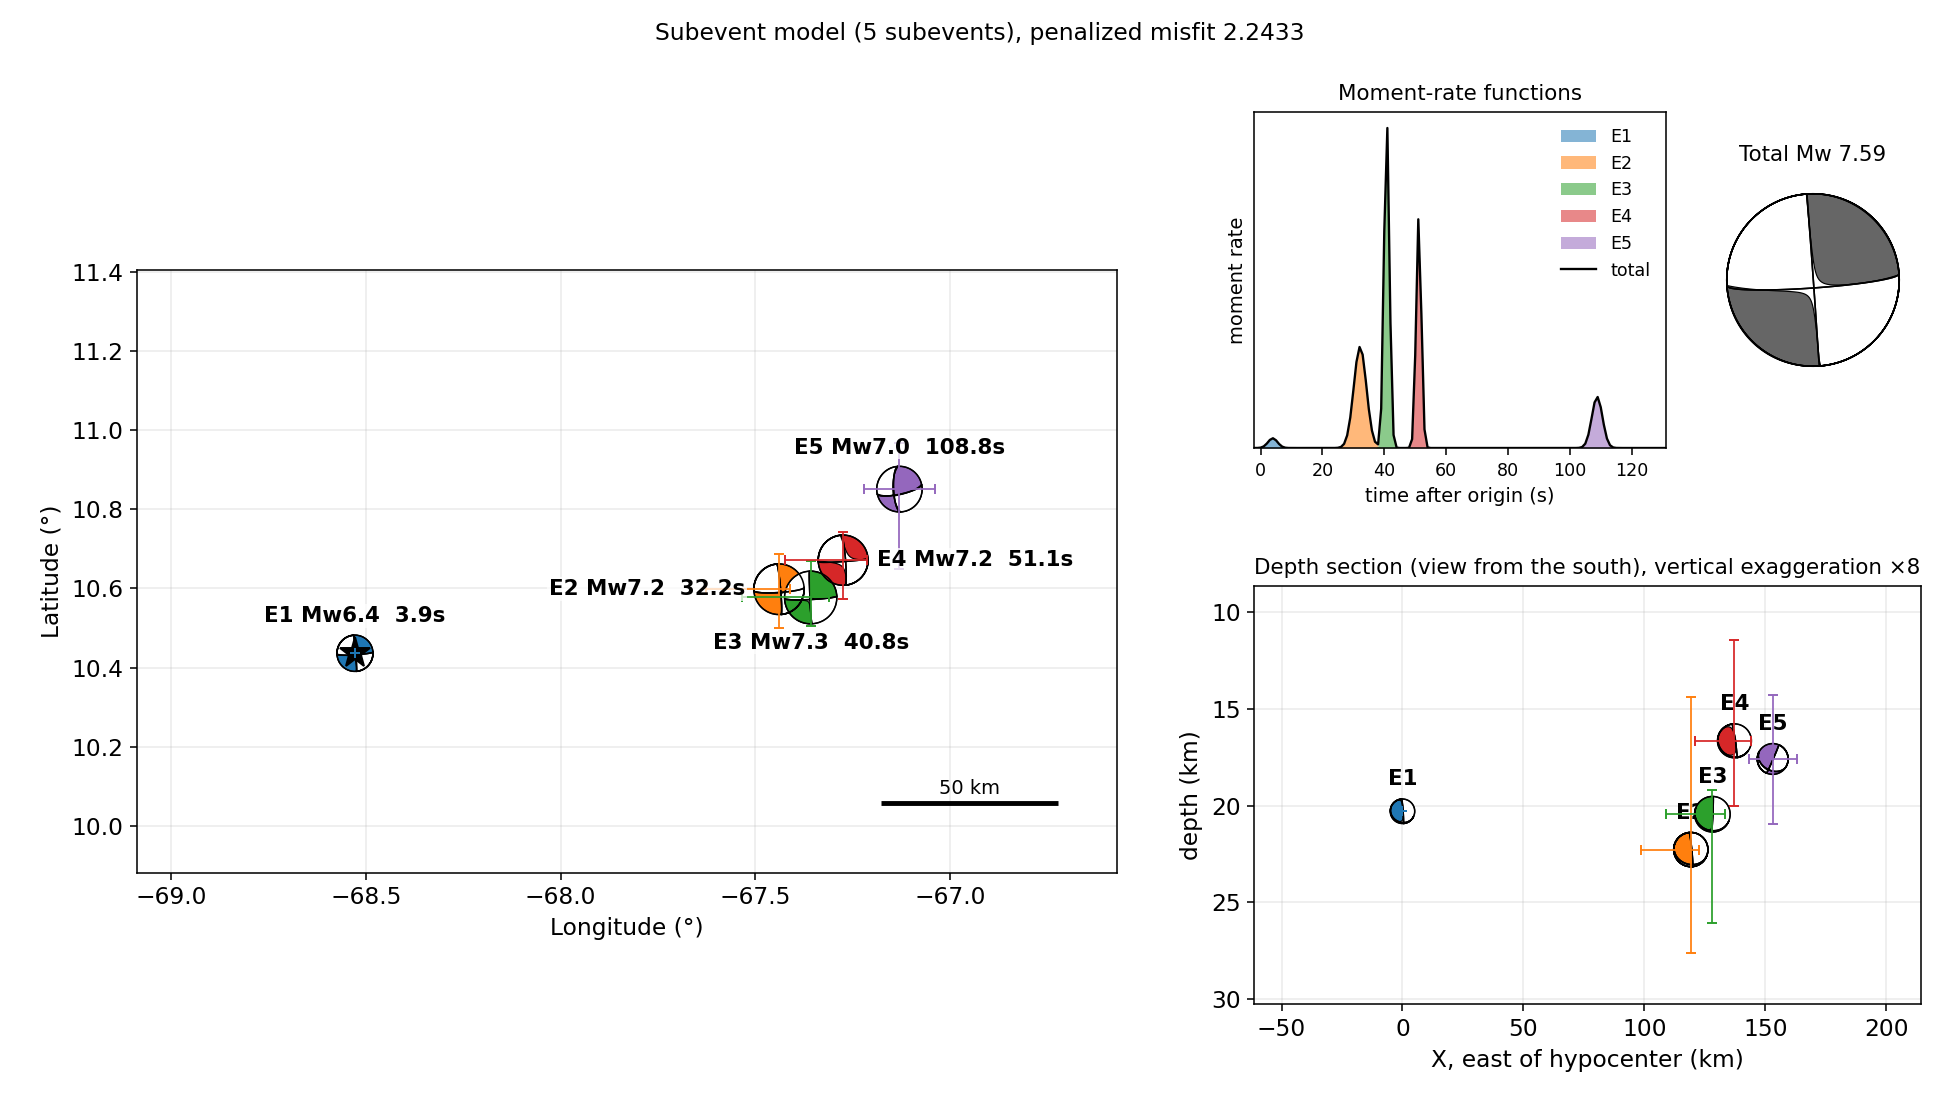 Subevent model (5 subevents), penalized misfit 2.2433
11.4
11.2
11.0
10.8
10.6
10.4
10.2
10.0
Latitude (°)
−69.0
−68.5
−68.0
−67.5
−67.0
Longitude (°)
E5 Mw7.0 108.8s
E4 Mw7.2 51.1s
E2 Mw7.2 32.2s
E1 Mw6.4 3.9s
E3 Mw7.3 40.8s
50 km
Moment-rate functions
moment rate
E1
E2
E3
E4
E5
total
0
20
40
60
80
100
120
time after origin (s)
Total Mw 7.59
Depth section (view from the south), vertical exaggeration ×8
10
15
20
25
30
depth (km)
E4
E5
E1
E3
−50
0
50
100
150
200
X, east of hypocenter (km)